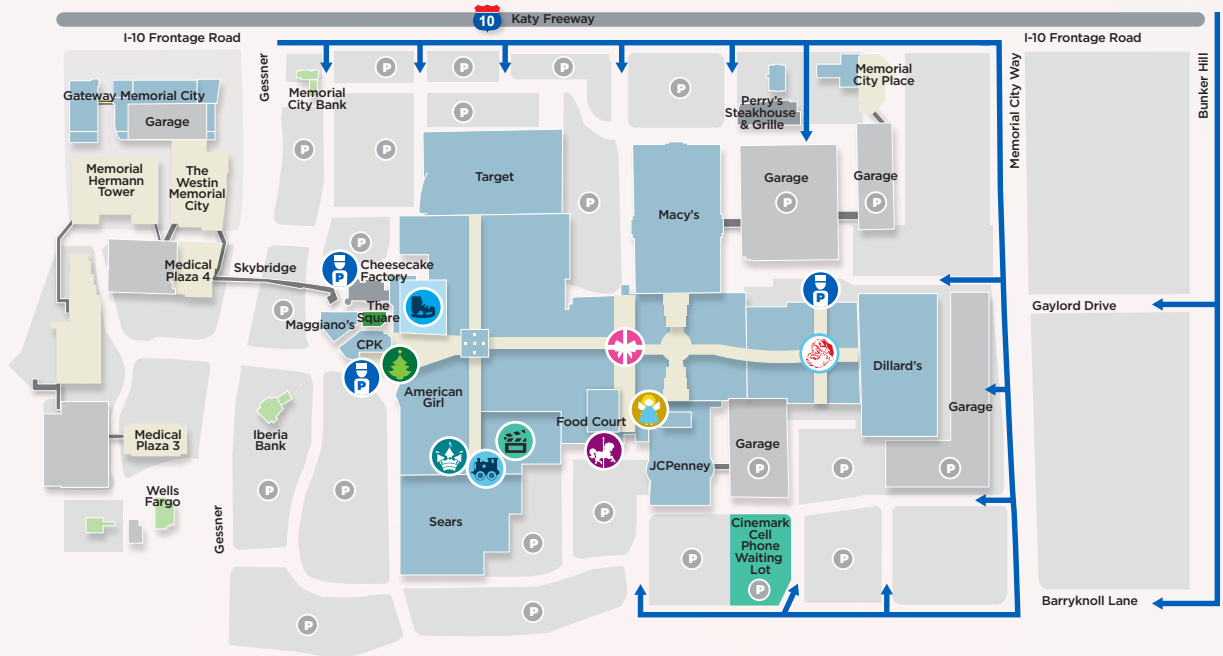 10
Katy Freeway
I-10 Frontage Road
I-10 Frontage Road
Gessner
Memorial City Way
Bunker Hill
Gateway Memorial City
Garage
Memorial
City Bank
P
P
P
P
Perry's
Steakhouse
& Grille
Memorial
City Place
P
P
P
Memorial
Hermann
Tower
The
Westin
Memorial
City
Target
P
Macy's
Garage
P
Garage
P
Medical
Plaza 4
Skybridge
P
P
Cheesecake
Factory
The
Square
Maggiano's
CPK
P
P
P
Gaylord Drive
Dillard's
Garage
P
American
Girl
Food Court
Iberia
Bank
Medical
Plaza 3
JCPenney
Garage
P
P
Wells
Fargo
P
P
Gessner
Sears
P
P
P
Cinemark
Cell
Phone
Waiting
Lot
P
P
P
P
Barryknoll Lane